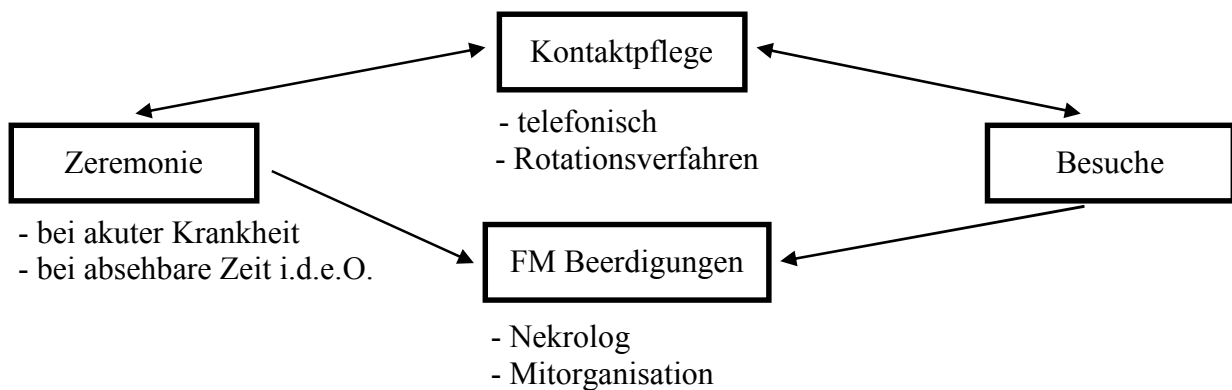 Kontaktpflege
- telefonisch
- Rotationsverfahren
Zeremonie
- bei akuter Krankheit
- bei absehbare Zeit i.d.e.O.
Besuche
FM Beerdigungen
- Nekrolog
- Mitorganisation